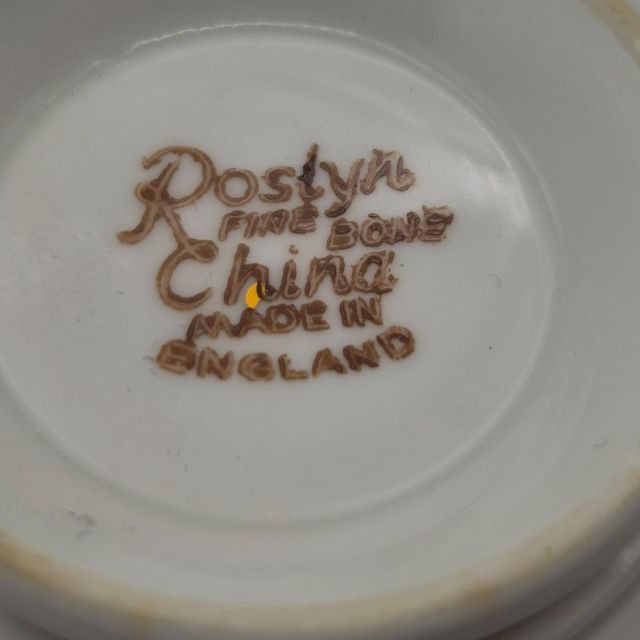 Roslyn
FINE BONE
China
MADE IN
ENGLAND